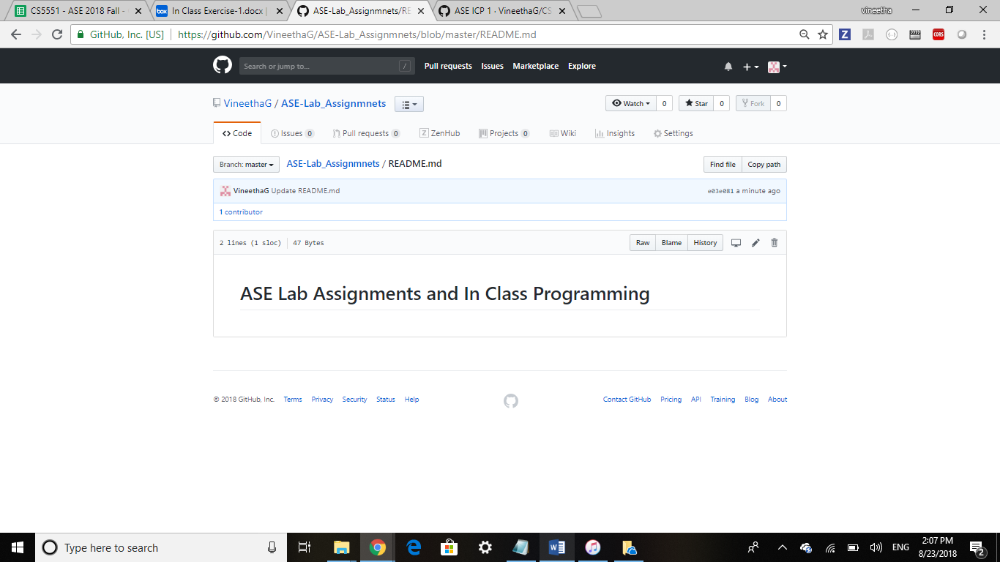 CS5551 - ASE 2018 Fall -
In Class Exercise-1.docx |
ASE-Lab_Assignmnets/RE
ASE ICP 1 · VineethaG/CS
vineetha
GitHub, Inc. [US] | https://github.com/VineethaG/ASE-Lab_Assignmnets/blob/master/README.md
Search or jump to... /
Pull requests Issues Marketplace Explore
VineethaG / ASE-Lab_Assignmnets
Watch 0 Star 0 Fork 0
Code Issues 0 Pull requests 0 ZenHub Projects 0 Wiki Insights Settings
Branch: master ASE-Lab_Assignmnets / README.md Find file Copy path
VineethaG Update README.md e03e081 a minute ago
1 contributor
2 lines (1 sloc) 47 Bytes Raw Blame History
ASE Lab Assignments and In Class Programming
© 2018 GitHub, Inc. Terms Privacy Security Status Help Contact GitHub Pricing API Training Blog About
Type here to search
ENG
2:07 PM
8/23/2018
2